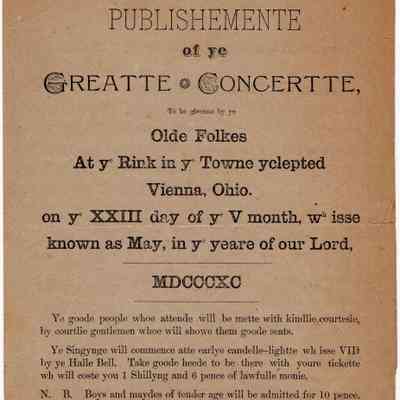 PUBLISHEMENTE
of ye
GREATTE CONCERTTE,
To be givenne by ye
Olde Folkes
At yᵉ Rink in yᵉ Towne yclepted
Vienna, Ohio.
on yᵉ XXIII day of yᵉ V month, wʰ isse
known as May, in yᵉ yeare of our Lord,
MDCCCXC
Ye goode people whoe attende will be mette with kindlie courtesie,
by courtlie gentlemen whoe will showe them goode seats.
Ye Singynge will commence atte earlye candelle-lightte wh isse VIII
by ye Halle Bell. Take goode heede to be there with youre tickette
wh will coste you 1 Shillyng and 6 pence of lawfulle monie.
N. B. Boys and maydes of tender age will be admitted for 10 pence.